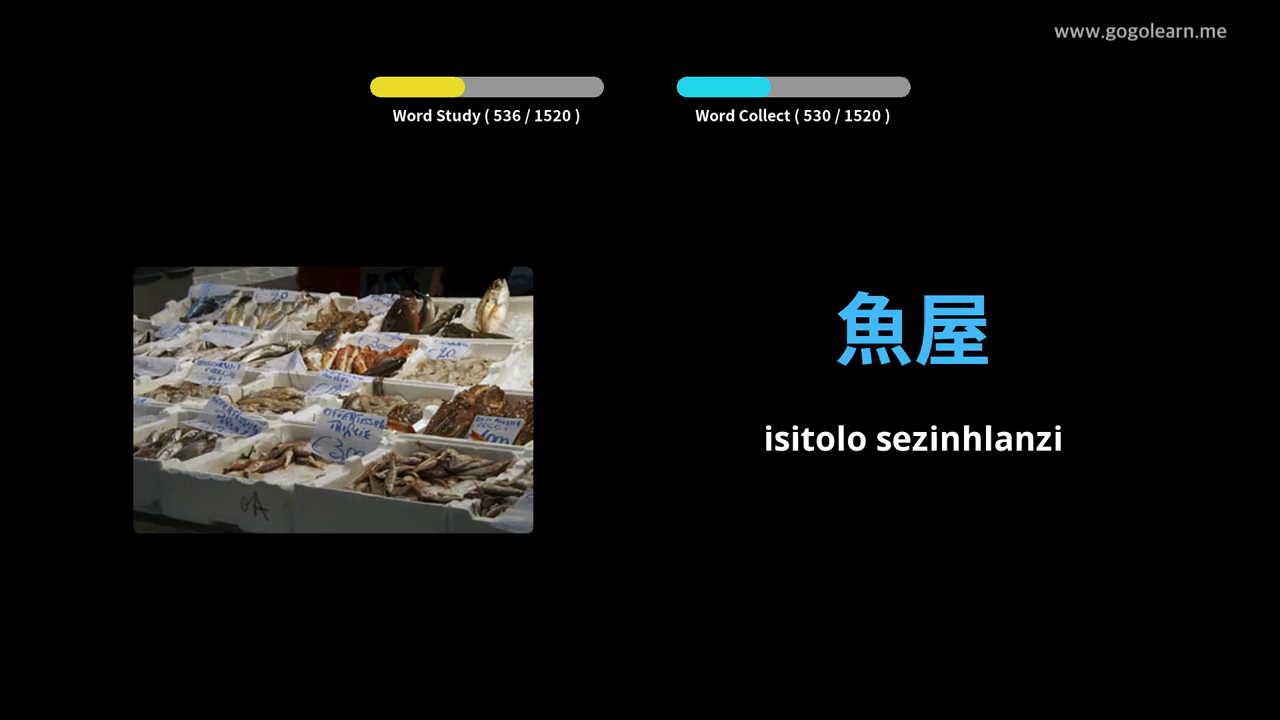 www.gogolearn.me
Word Study ( 536 / 1520 )
Word Collect ( 530 / 1520 )
魚屋
isitolo sezinhlanzi